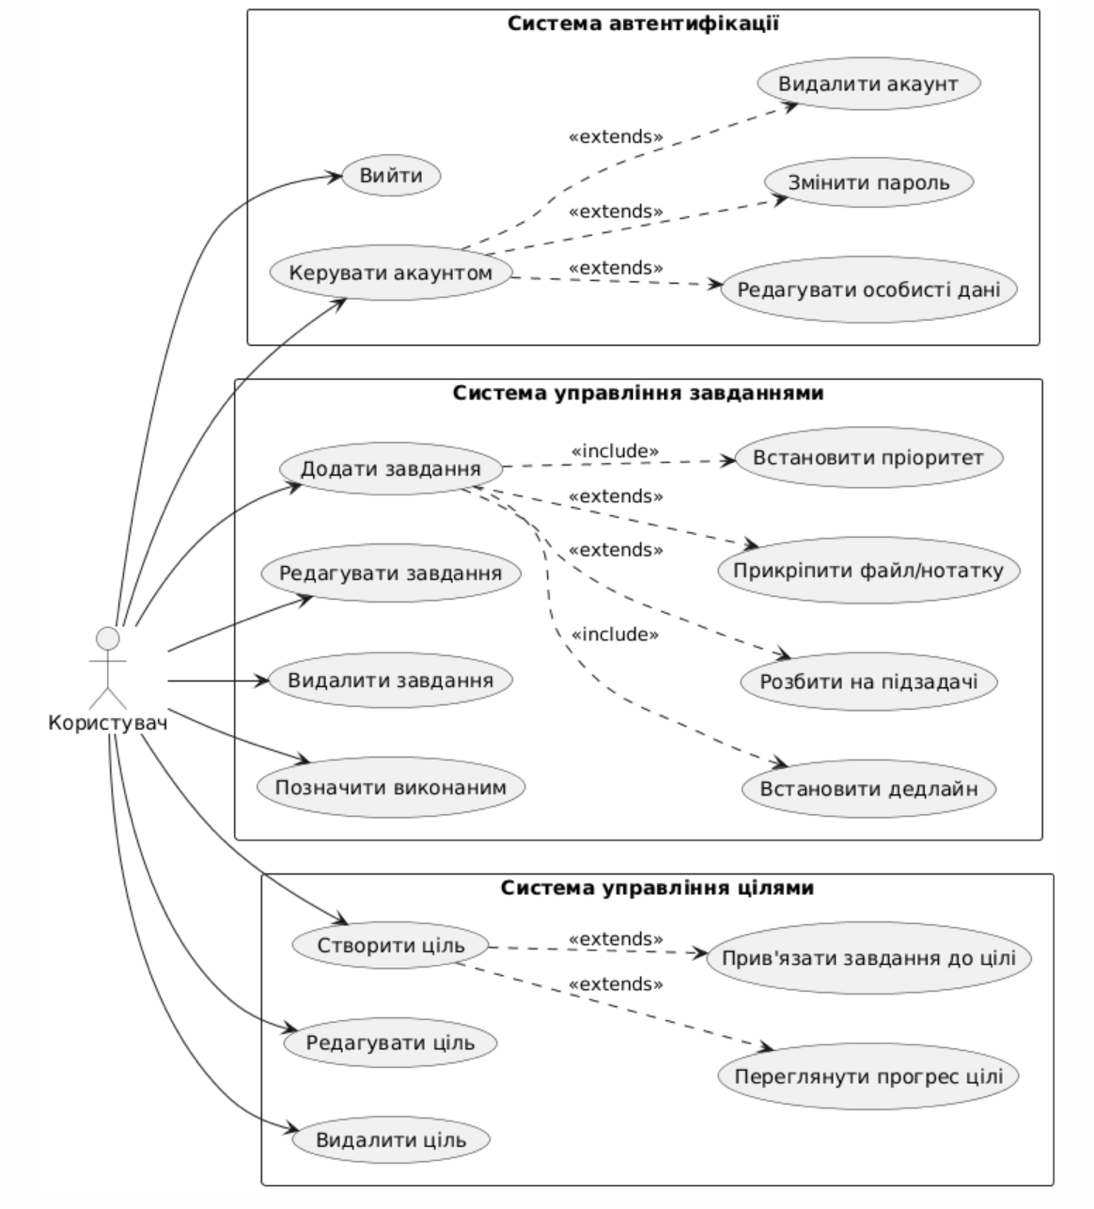 Система автентифікації
Видалити акаунт
«extends»
Вийти
Змінити пароль
«extends»
Керувати акаунтом
«extends»
Редагувати особисті дані
Система управління завданнями
Додати завдання
«include»
Встановити пріоритет
«extends»
Прикріпити файл/нотатку
«extends»
Редагувати завдання
«include»
Видалити завдання
Розбити на підзадачі
Користувач
Позначити виконаним
Встановити дедлайн
Система управління цілями
Створити ціль
«extends»
Прив'язати завдання до цілі
«extends»
Редагувати ціль
Переглянути прогрес цілі
Видалити ціль